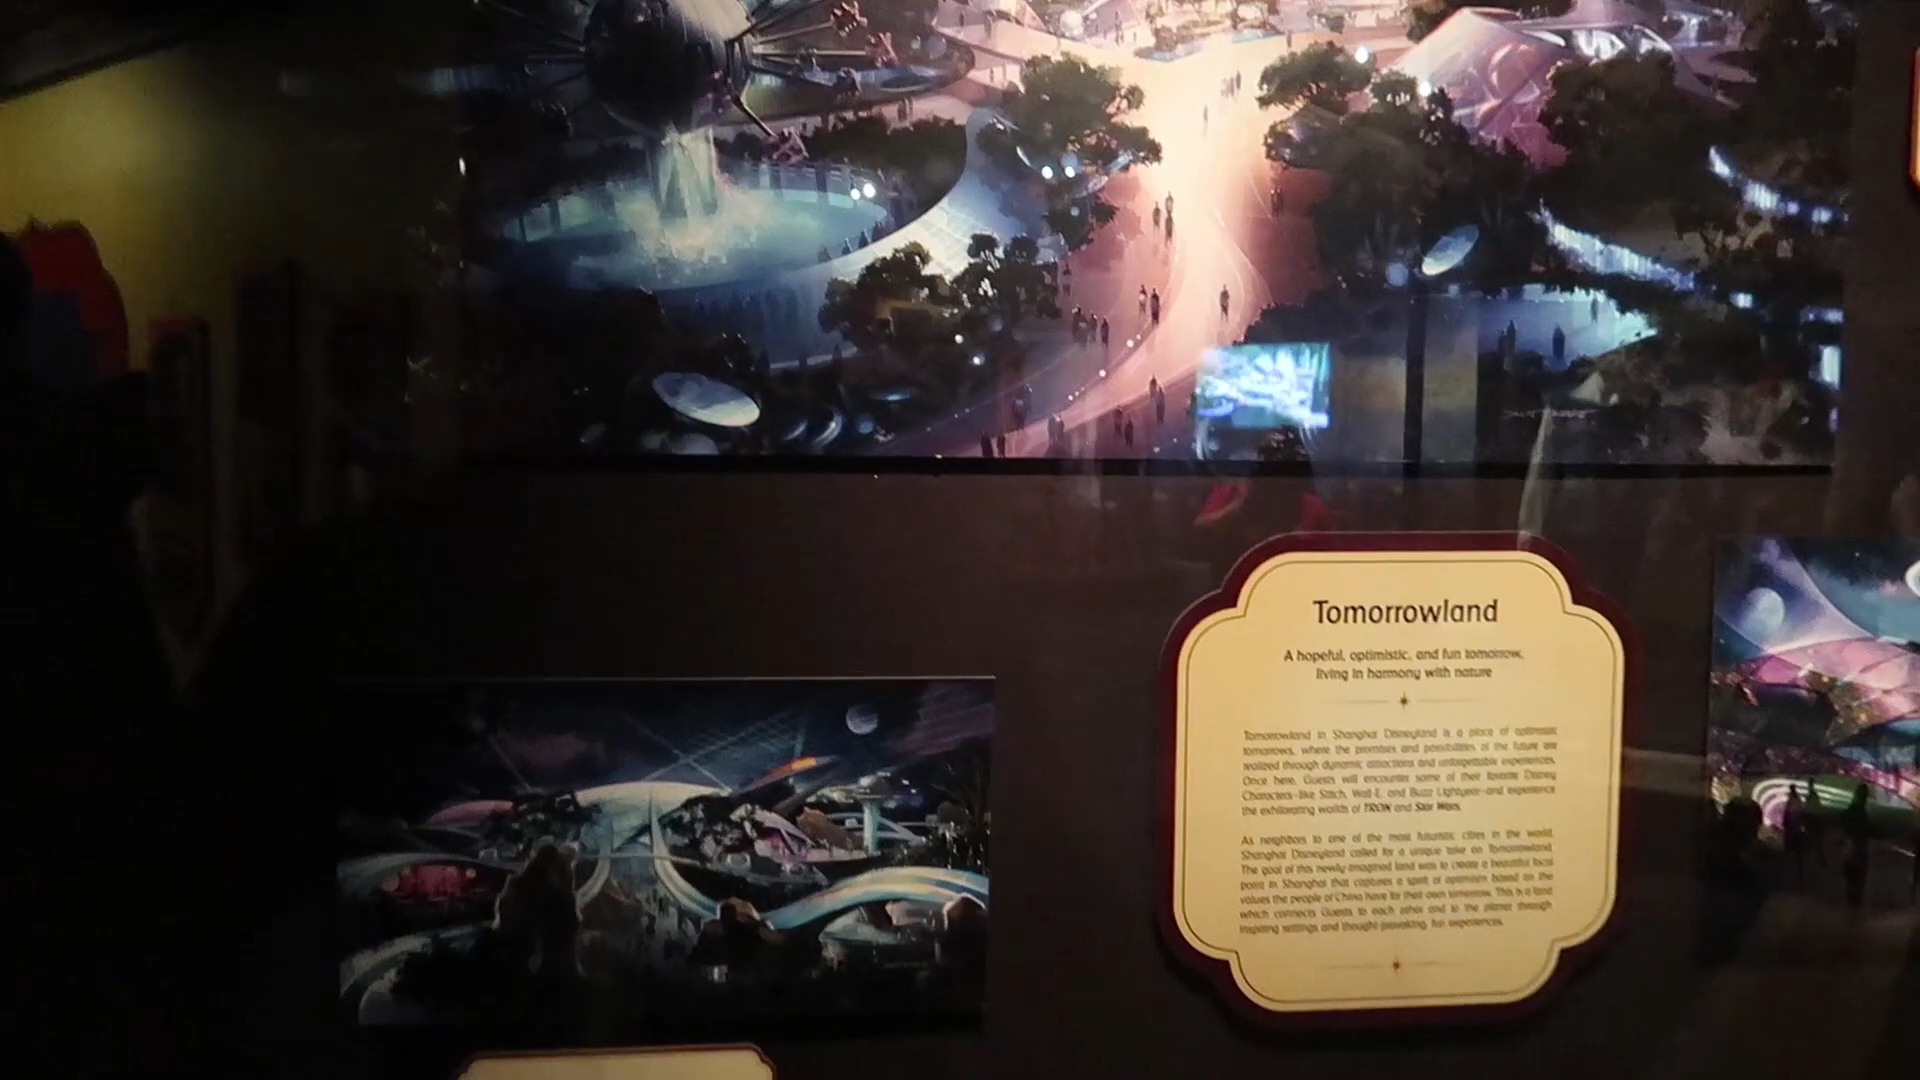 Tomorrowland
A hopeful, optimistic, and fun tomorrow,
living in harmony with nature
Tomorrowland in Shanghai Disneyland is a place of optimistic
tomorrows, where the promises and possibilities of the future are
realized through dynamic attractions and unforgettable experiences.
Once here, Guests will encounter some of their favorite Disney
Characters-like Stitch, Wall-E, and Buzz Lightyear-and experience
the exhilarating worlds of TRON and Star Wars.
As neighbors to one of the most futuristic cities in the world,
Shanghai Disneyland called for a unique take on Tomorrowland.
The goal of this newly-imagined land was to create a beautiful focal
point in Shanghai that captures a spirit of optimism based on the
values the people of China have for their own tomorrow. This is a land
which connects Guests to each other and to the planet through
inspiring settings and thought-provoking, fun experiences.